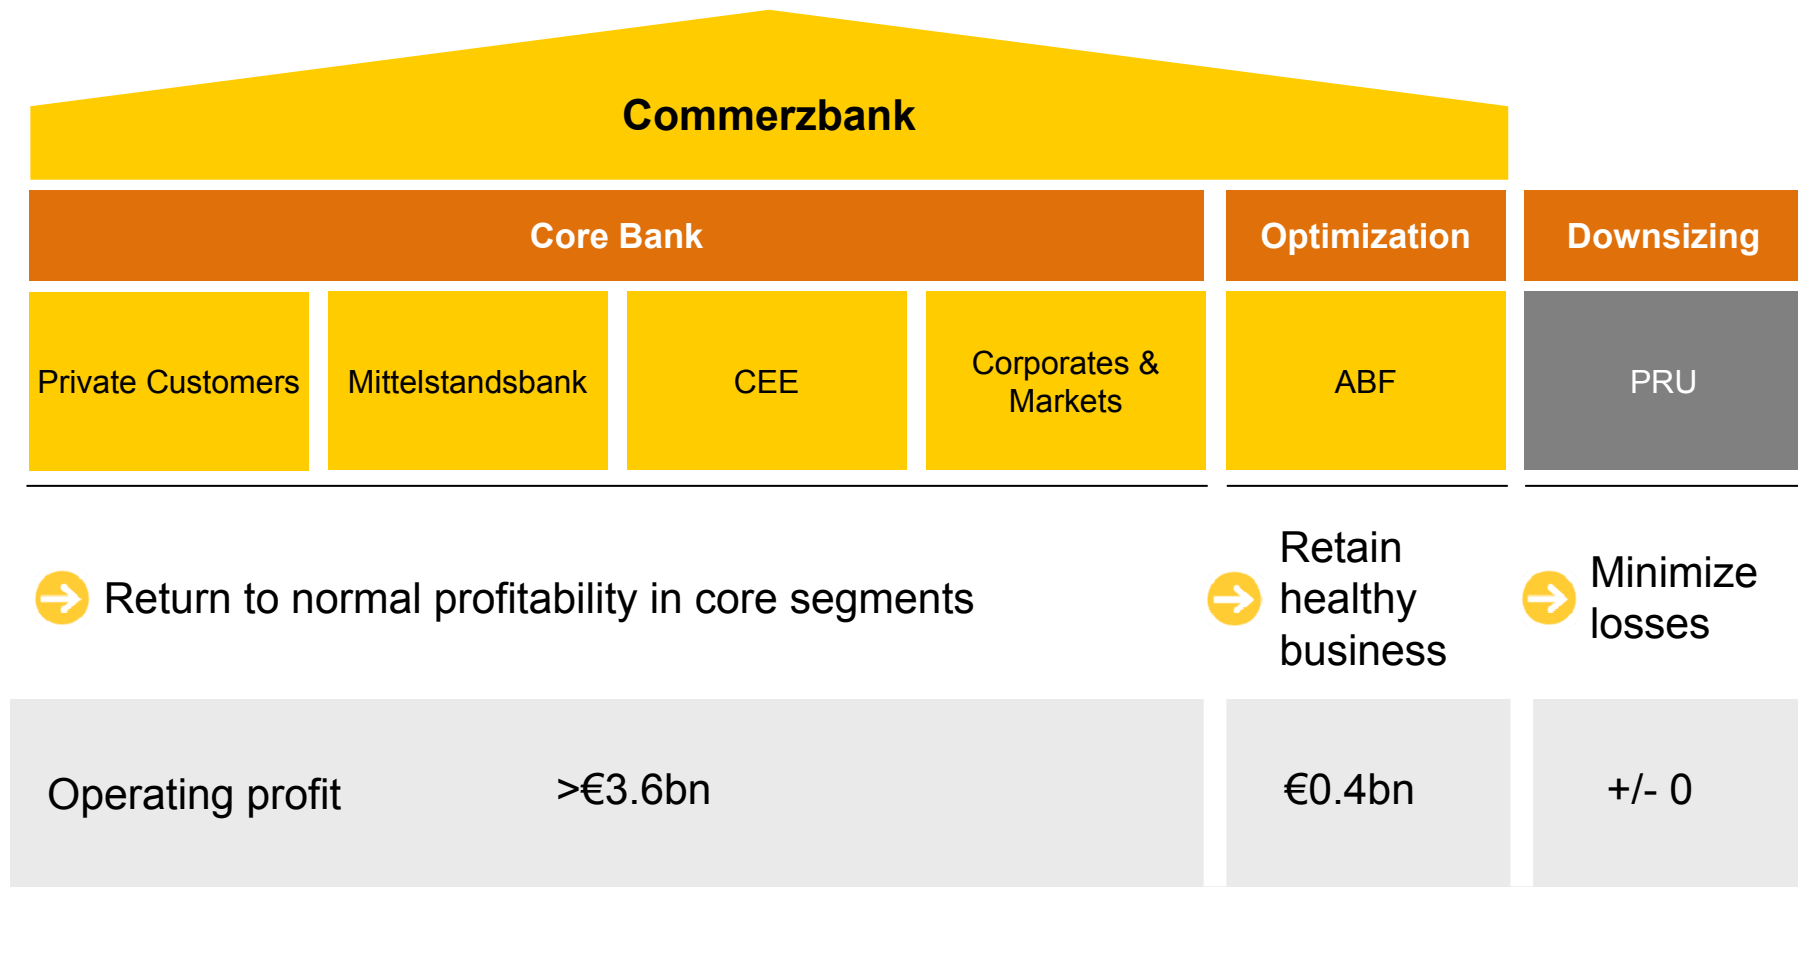 Commerzbank
Core Bank
Optimization
Downsizing
Private Customers
Mittelstandsbank
CEE
Corporates &
Markets
ABF
PRU
Return to normal profitability in core segments
Retain
healthy
business
Minimize
losses
Operating profit
>€3.6bn
€0.4bn
+/- 0